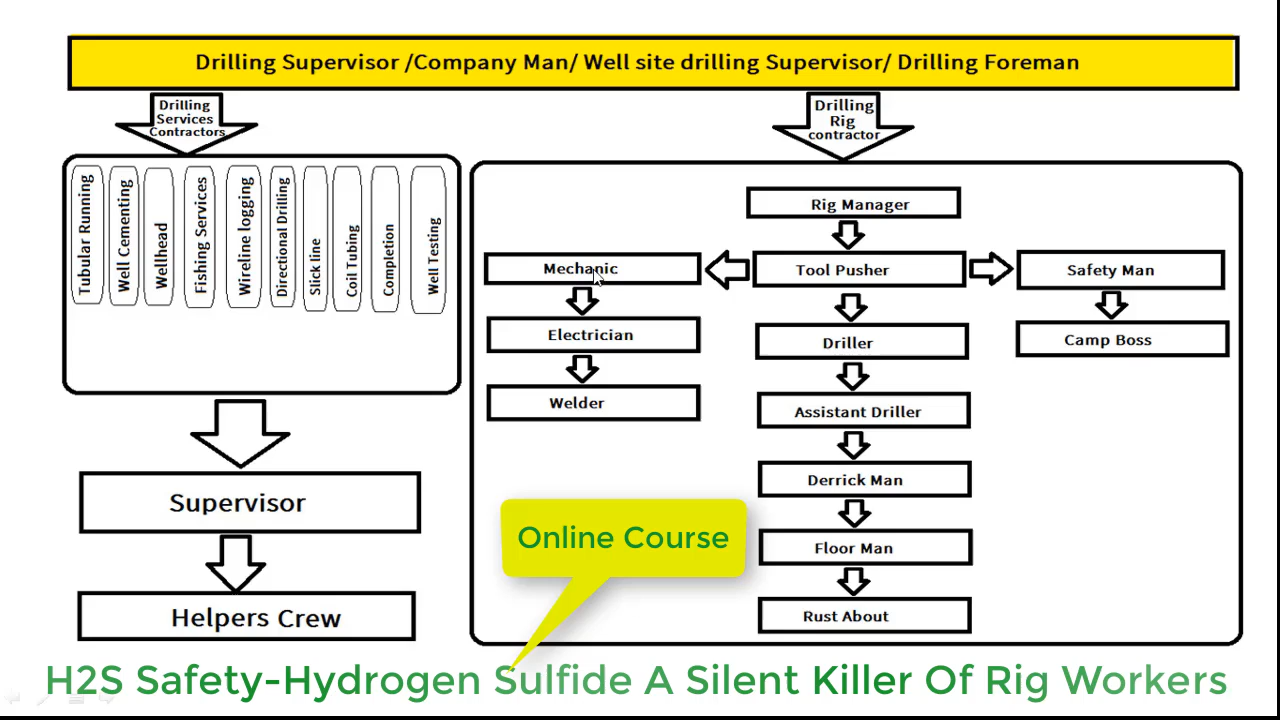 Drilling Supervisor /Company Man/ Well site drilling Supervisor/ Drilling Foreman
Drilling
Services
Contractors
Tubular Running
Well Cementing
Wellhead
Fishing Services
Wireline logging
Directional Drilling
Slick line
Coil Tubing
Completion
Well Testing
Supervisor
Helpers Crew
Drilling
Rig
contractor
Rig Manager
Mechanic
Tool Pusher
Safety Man
Electrician
Driller
Camp Boss
Welder
Assistant Driller
Derrick Man
Floor Man
Rust About
Online Course
H2S Safety-Hydrogen Sulfide A Silent Killer Of Rig Workers